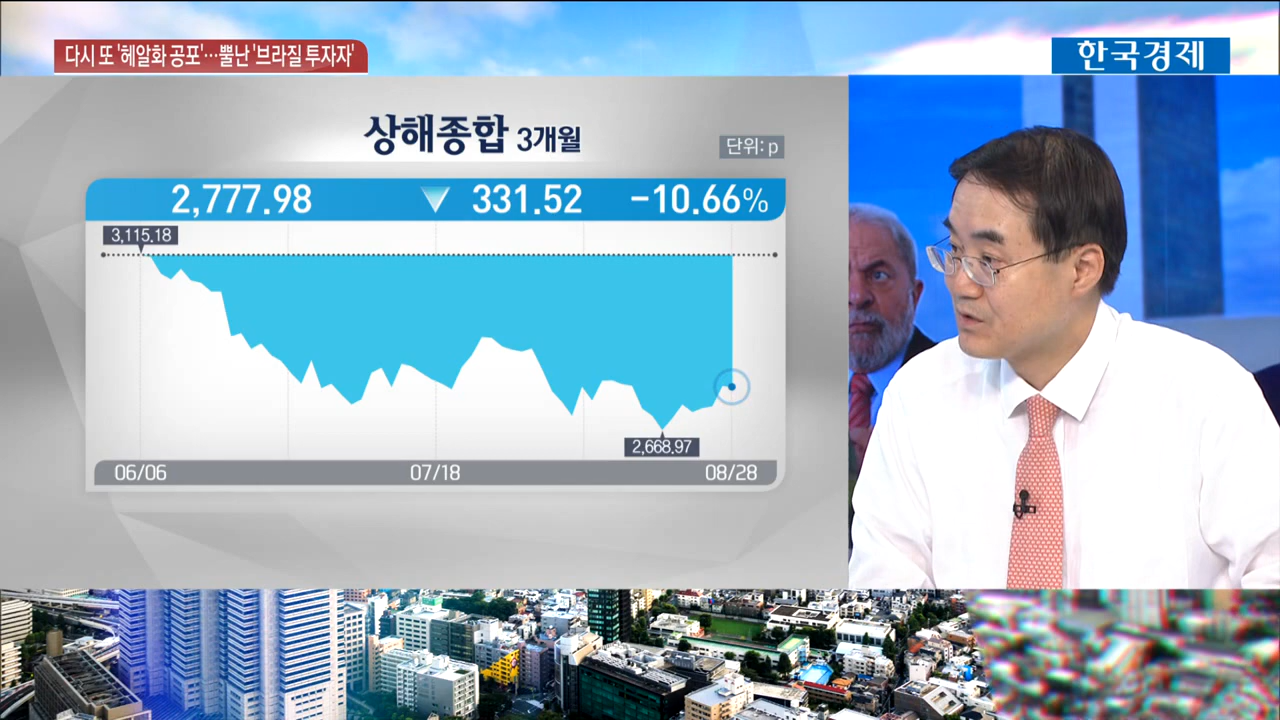 다시 또 '헤알화 공포'…뿔난 '브라질 투자자'
한국경제
상해종합 3개월
단위:p
2,777.98 ▼ 331.52 -10.66%
3,115.18
2,668.97
06/06 07/18 08/28